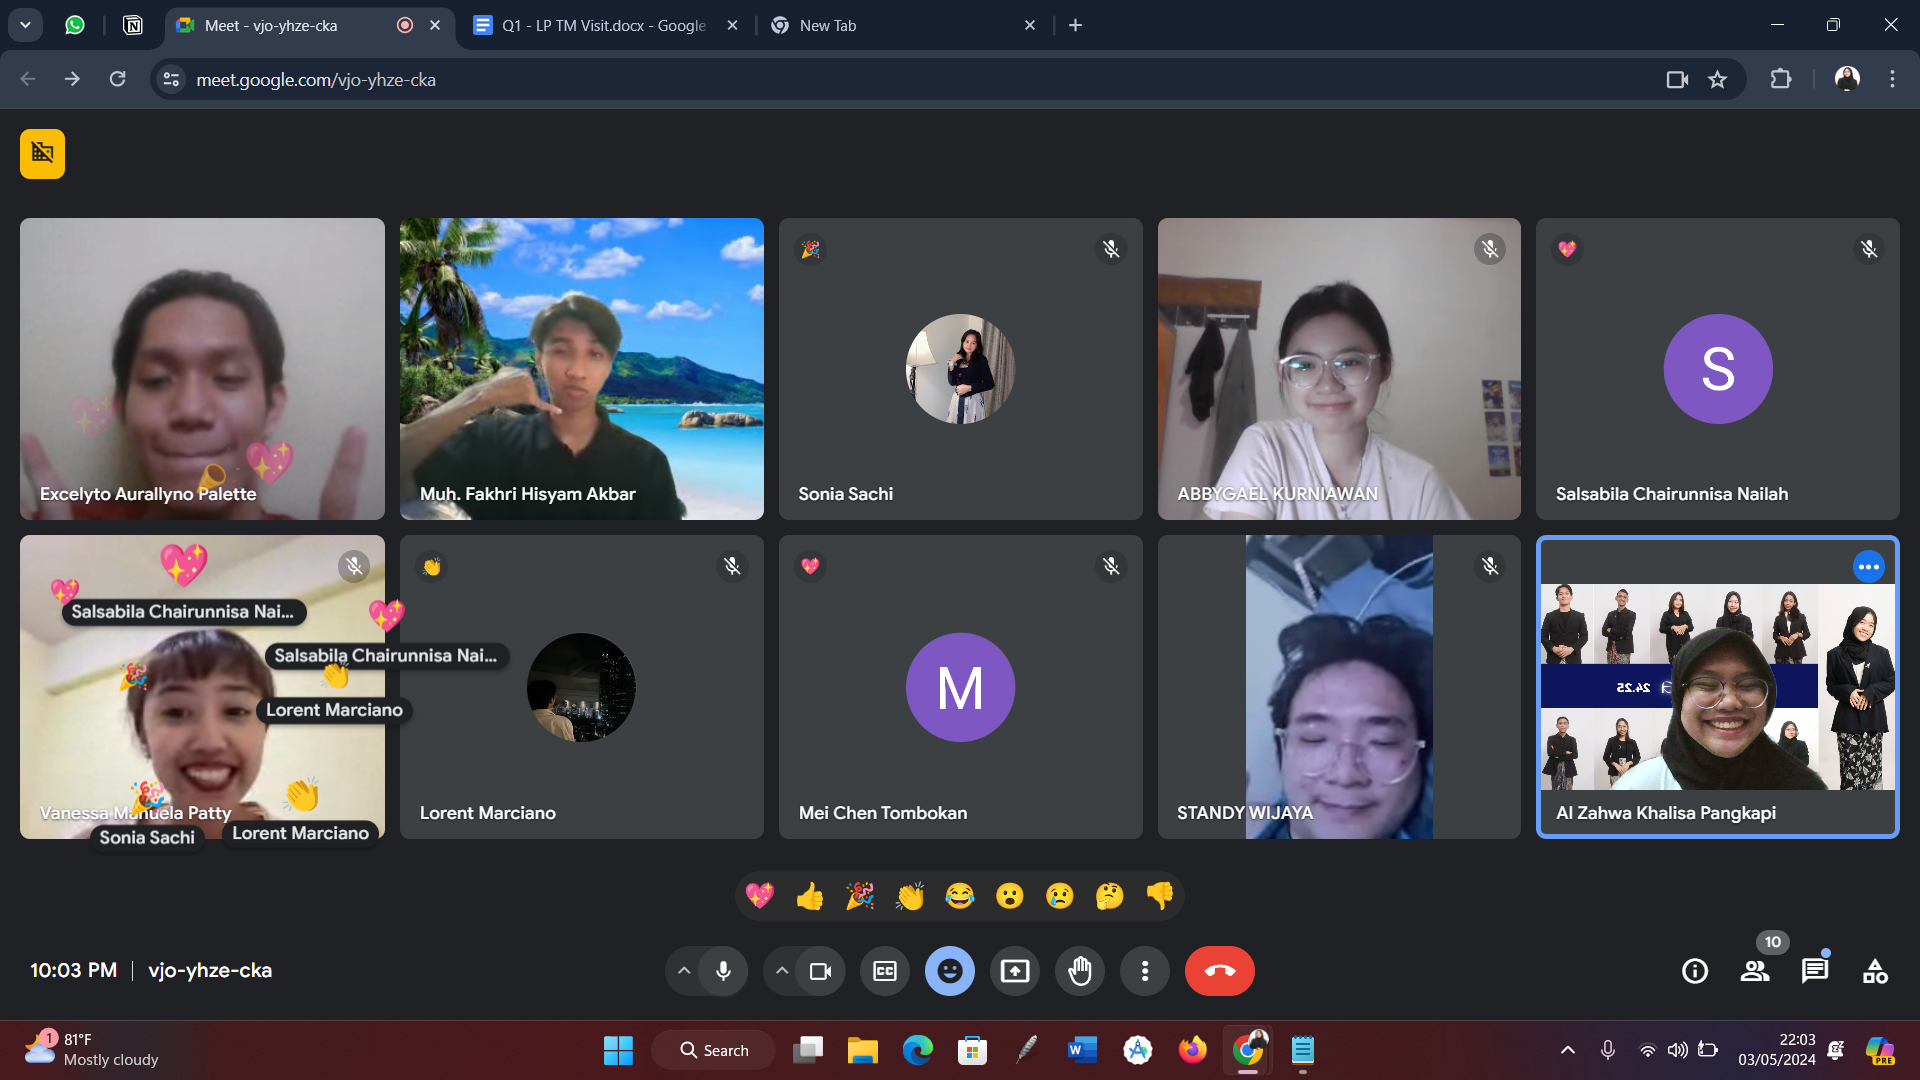 Meet - vjo-yhze-cka
Q1 - LP TM Visit.docx - Google
New Tab
meet.google.com/vjo-yhze-cka
Excelyto Aurallyno Palette
Muh. Fakhri Hisyam Akbar
Sonia Sachi
ABBYGAEL KURNIAWAN
S
Salsabila Chairunnisa Nailah
Salsabila Chairunnisa Nai...
Salsabila Chairunnisa Nai...
Lorent Marciano
Vanessa Manuela Patty
Sonia Sachi
Lorent Marciano
Lorent Marciano
M
Mei Chen Tombokan
STANDY WIJAYA
24.25
Al Zahwa Khalisa Pangkapi
10:03 PM | vjo-yhze-cka
CC
10
1
81°F
Mostly cloudy
Search
W
22:03
03/05/2024
PRE